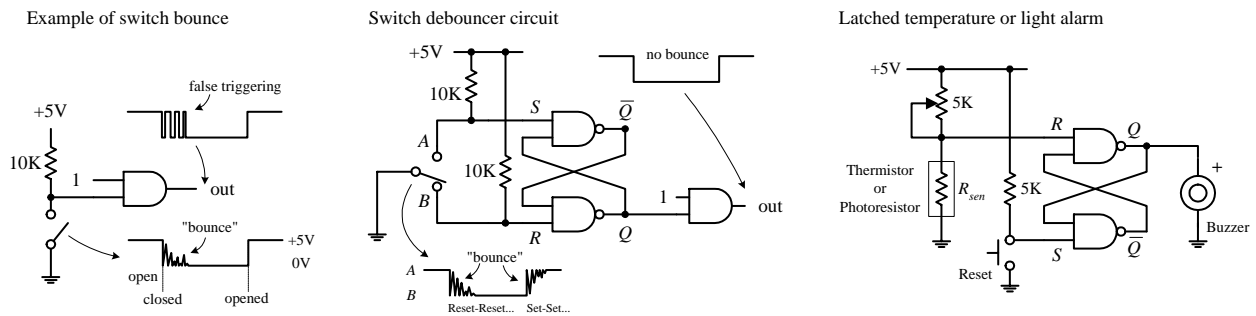 Example of switch bounce
+5V
10K
1
out
false triggering
"bounce"
+5V
0V
open
closed
opened
Switch debouncer circuit
+5V
10K
S
Q̅
A
10K
B
R
Q
1
out
no bounce
"bounce"
A
B
Reset-Reset...
Set-Set...
Latched temperature or light alarm
+5V
5K
R
Q
Thermistor
or
Photoresistor
Rsen
5K
+
Buzzer
S
Q̅
Reset